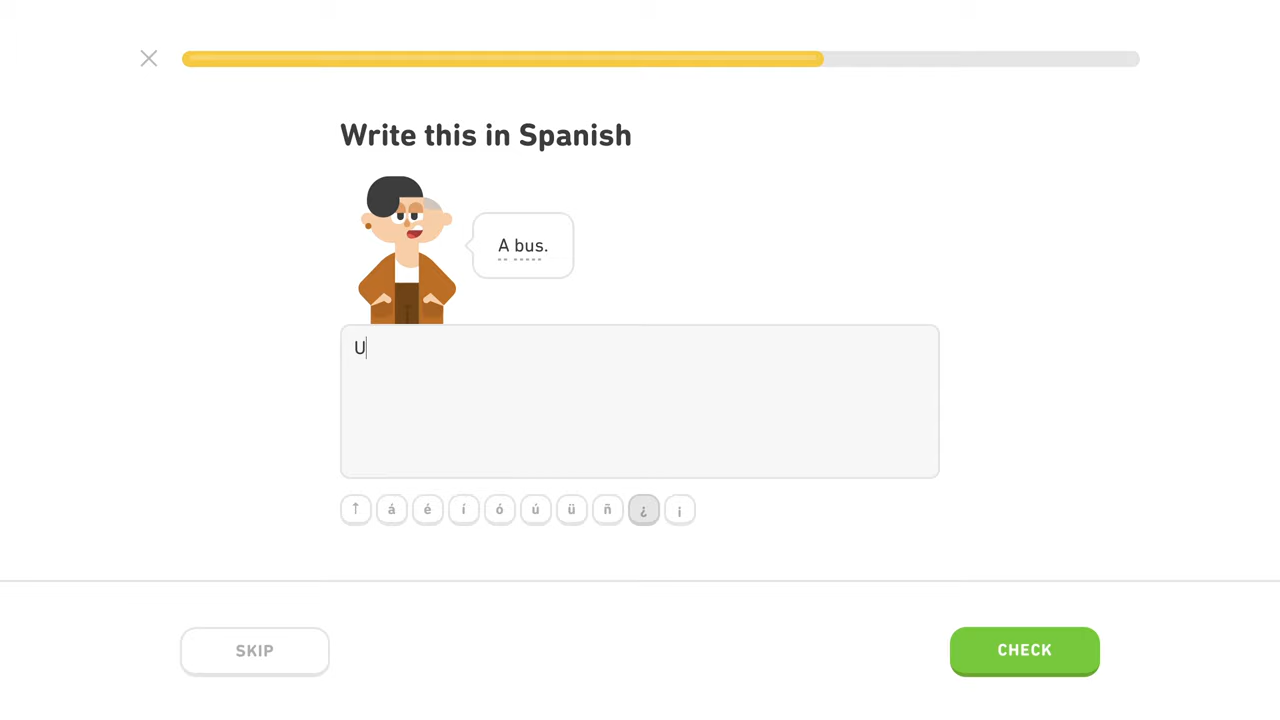 Write this in Spanish
A bus.
U
↑ á é í ó ú ü ñ ¿ ¡
SKIP
CHECK